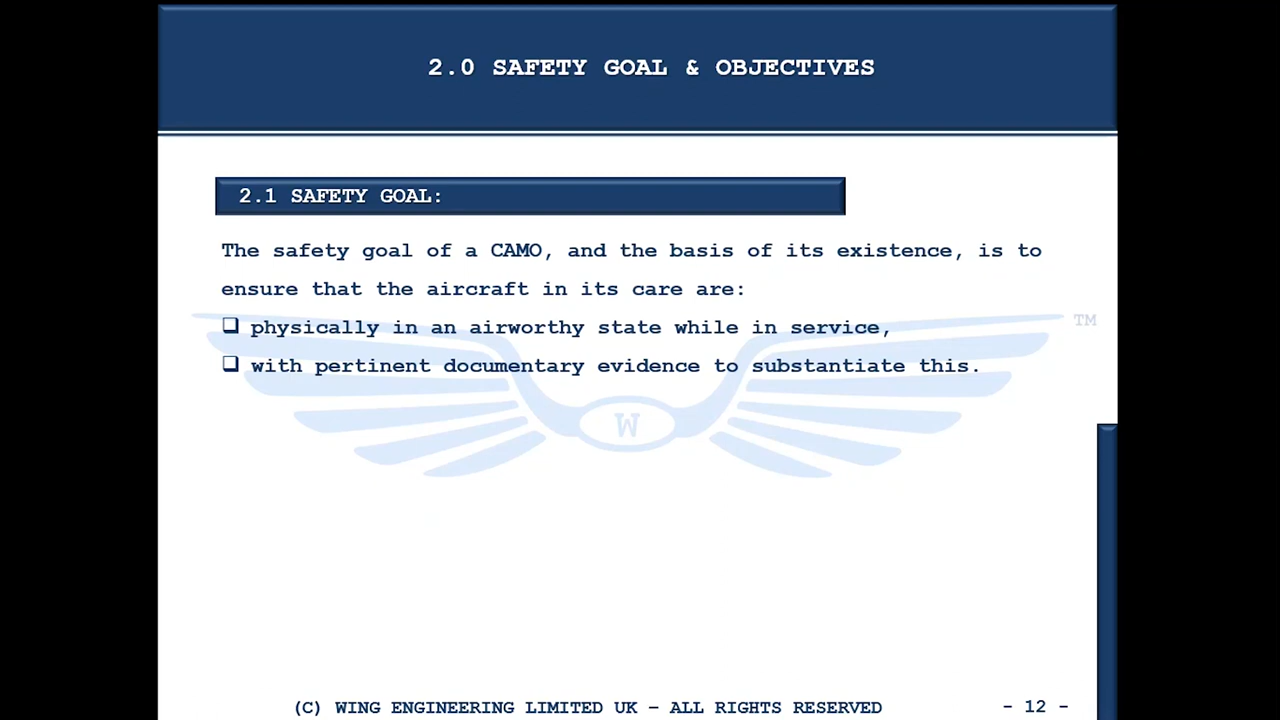 2.0 SAFETY GOAL & OBJECTIVES
2.1 SAFETY GOAL:
The safety goal of a CAMO, and the basis of its existence, is to
ensure that the aircraft in its care are:
❑ physically in an airworthy state while in service,
TM
❑ with pertinent documentary evidence to substantiate this.
W
(C) WING ENGINEERING LIMITED UK – ALL RIGHTS RESERVED - 12 -